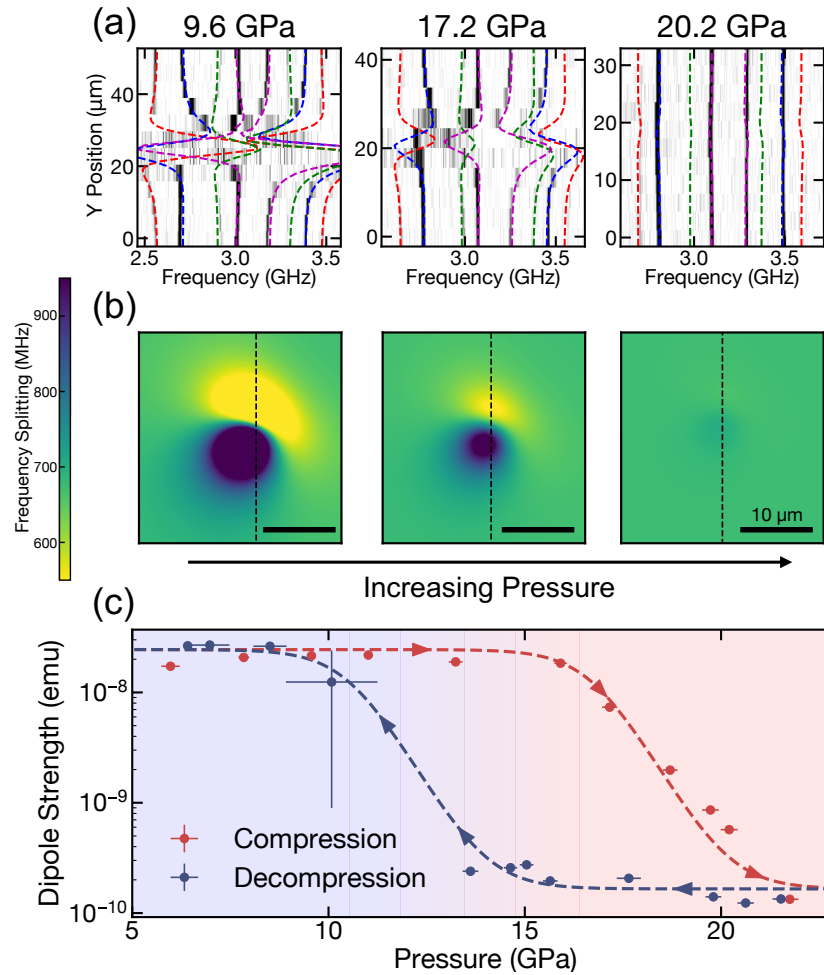 (a)
9.6 GPa 17.2 GPa 20.2 GPa
Y Position (μm)
40
20
0
40
20
0
30
20
10
0
2.5 3.0 3.5
3.0 3.5
3.0 3.5
Frequency (GHz) Frequency (GHz) Frequency (GHz)
(b)
Frequency Splitting (MHz)
900
800
700
600
10 μm
Increasing Pressure
(c)
Dipole Strength (emu)
10⁻⁸
10⁻⁹
10⁻¹⁰
Compression
Decompression
5 10 15 20
Pressure (GPa)